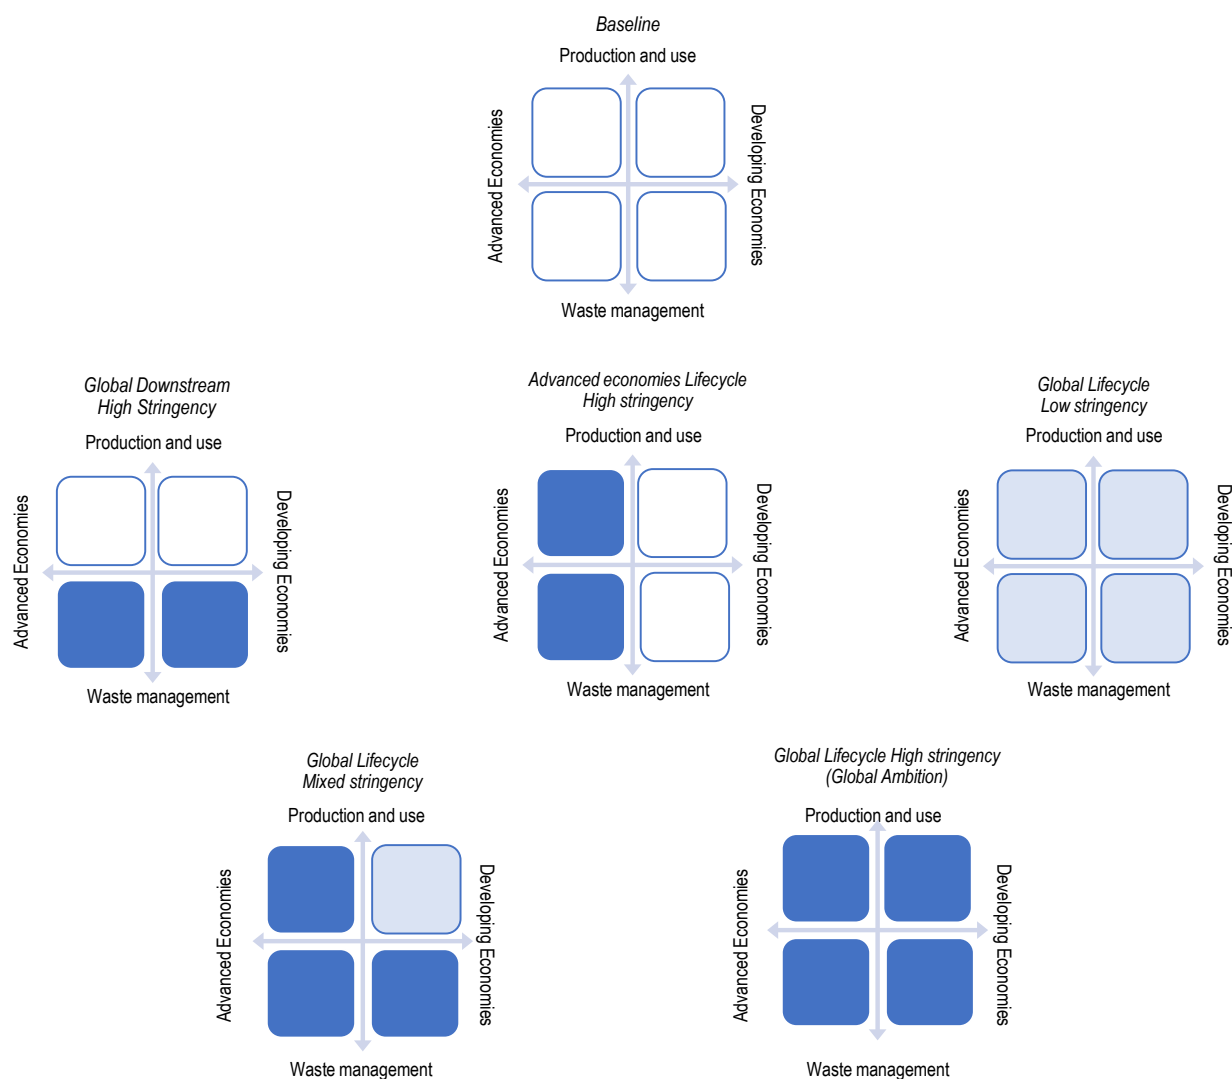 Baseline
Production and use
Advanced Economies
Developing Economies
Waste management
Global Downstream
High Stringency
Production and use
Advanced Economies
Developing Economies
Waste management
Advanced economies Lifecycle
High stringency
Production and use
Advanced Economies
Developing Economies
Waste management
Global Lifecycle
Low stringency
Production and use
Advanced Economies
Developing Economies
Waste management
Global Lifecycle
Mixed stringency
Production and use
Advanced Economies
Developing Economies
Waste management
Global Lifecycle High stringency
(Global Ambition)
Production and use
Advanced Economies
Developing Economies
Waste management